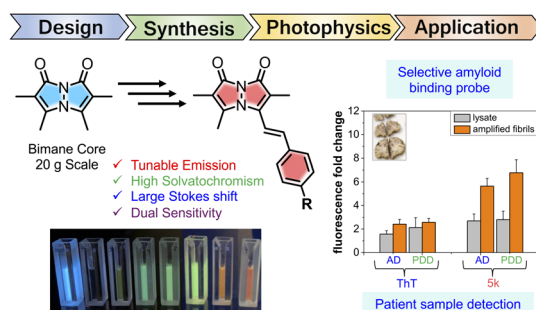 Design
Synthesis
Photophysics
Application
O
O
N
N
Bimane Core
20 g Scale
O
O
N
N
R
✓ Tunable Emission
✓ High Solvatochromism
✓ Large Stokes shift
✓ Dual Sensitivity
Selective amyloid
binding probe
fluorescence fold change
12
10
8
6
4
2
0
lysate
amplified fibrils
AD
PDD
AD
PDD
ThT
5k
Patient sample detection